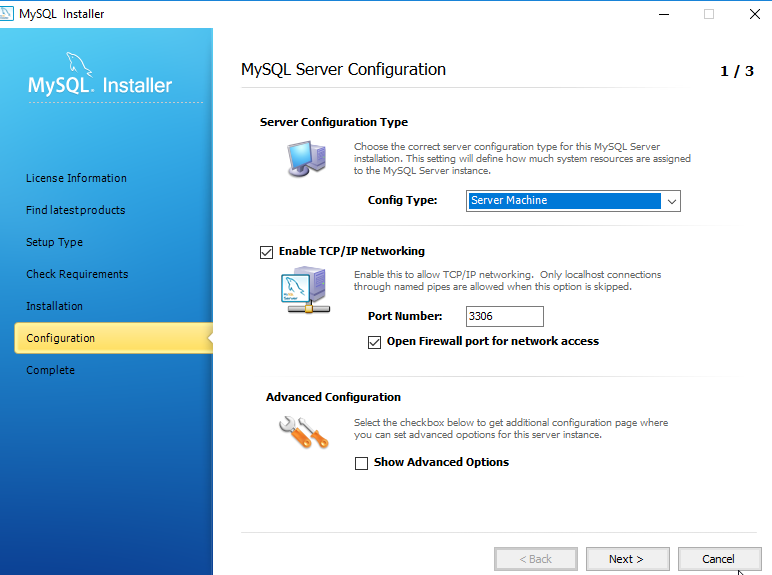 MySQL Installer
MySQL. Installer
License Information
Find latest products
Setup Type
Check Requirements
Installation
Configuration
Complete
MySQL Server Configuration
1 / 3
Server Configuration Type
Choose the correct server configuration type for this MySQL Server
installation. This setting will define how much system resources are assigned
to the MySQL Server instance.
Config Type:
Server Machine
Enable TCP/IP Networking
Enable this to allow TCP/IP networking. Only localhost connections
through named pipes are allowed when this option is skipped.
MySQL
Server
Port Number:
3306
Open Firewall port for network access
Advanced Configuration
Select the checkbox below to get additional configuration page where
you can set advanced opotions for this server instance.
Show Advanced Options
< Back
Next >
Cancel